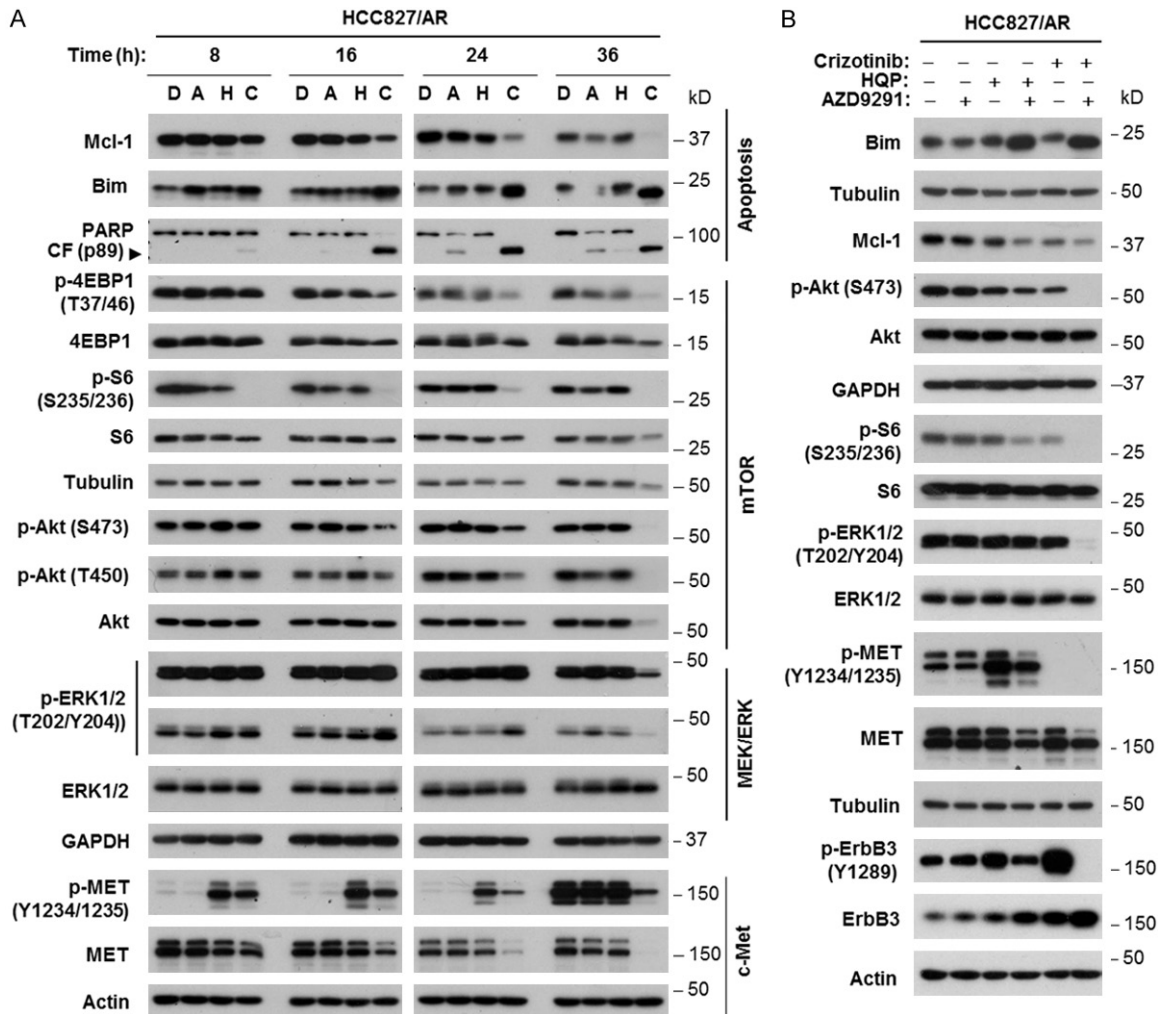 A
HCC827/AR
Time (h): 8 16 24 36
D A H C D A H C D A H C D A H C kD
Mcl-1 – 37
Bim – 25
PARP – 100
CF (p89) ►
Apoptosis
p-4EBP1
(T37/46) – 15
4EBP1 – 15
p-S6
(S235/236) – 25
S6 – 25
Tubulin – 50
p-Akt (S473) – 50
p-Akt (T450) – 50
Akt – 50
mTOR
p-ERK1/2
(T202/Y204)) – 50
– 50
ERK1/2 – 50
MEK/ERK
GAPDH – 37
p-MET
(Y1234/1235) – 150
MET – 150
Actin – 50
c-Met
B
HCC827/AR
Crizotinib: – – – – + +
HQP: – – + + – –
AZD9291: – + – + – + kD
Bim – 25
Tubulin – 50
Mcl-1 – 37
p-Akt (S473) – 50
Akt – 50
GAPDH –37
p-S6
(S235/236) – 25
S6 – 25
p-ERK1/2
(T202/Y204) – 50
ERK1/2 – 50
p-MET
(Y1234/1235) – 150
MET – 150
Tubulin – 50
p-ErbB3
(Y1289) – 150
ErbB3 – 150
Actin – 50